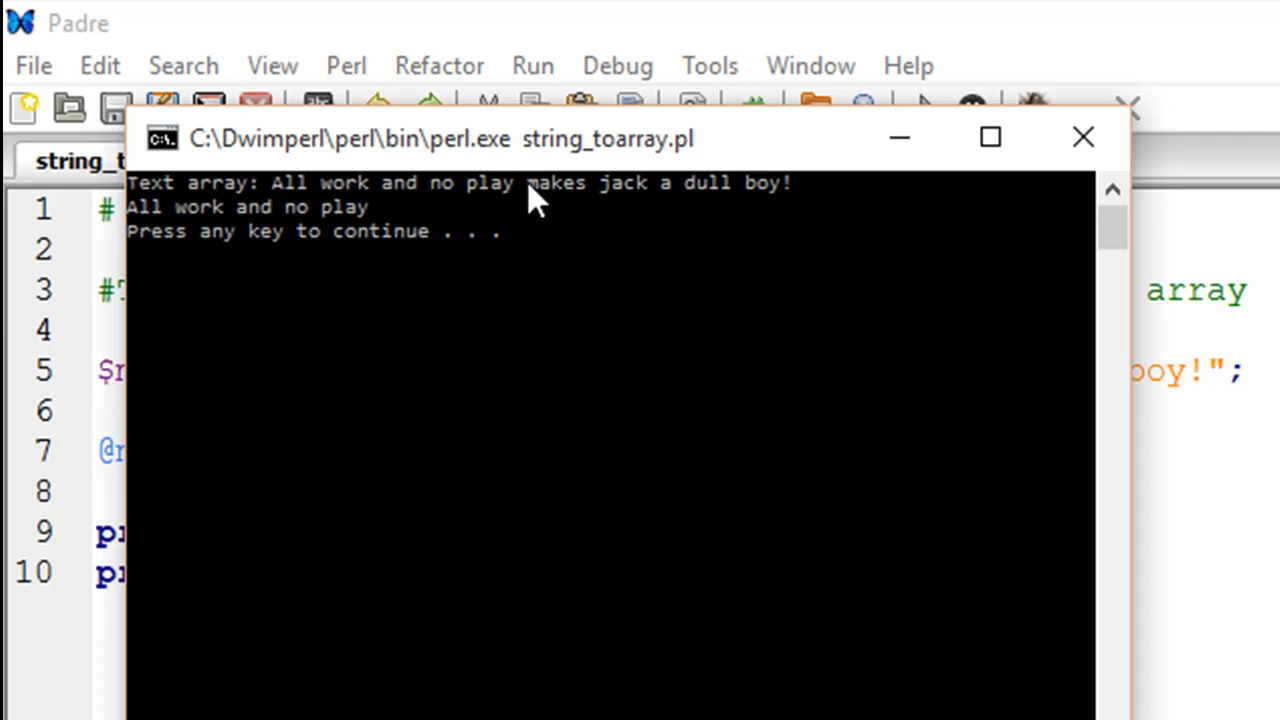 Padre
File Edit Search View Perl Refactor Run Debug Tools Window Help
C:\Dwimperl\perl\bin\perl.exe string_toarray.pl
string_t
Text array: All work and no play makes jack a dull boy!
All work and no play
Press any key to continue . . .
1 #
2
3 # array
4
5 boy!";
6
7
8
9
10